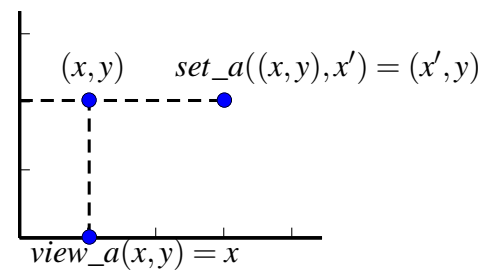 (x,y) set_a((x,y),x′) = (x′,y)
view_a(x,y) = x